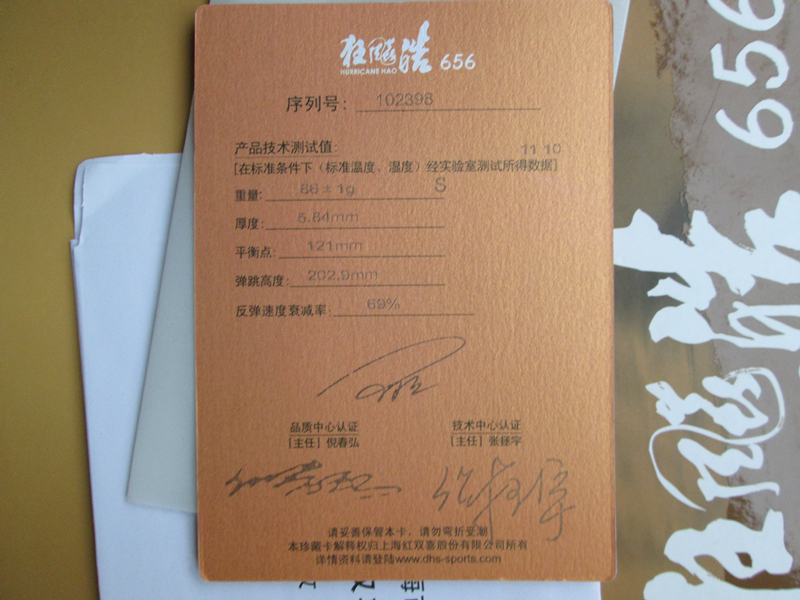 狂飚皓 656
HURRICANE HAO
序列号: 102398
产品技术测试值: 11 10
[在标准条件下（标准温度、湿度）经实验室测试所得数据]
重量: 86±1g S
厚度: 5.84mm
平衡点: 121mm
弹跳高度: 202.9mm
反弹速度衰减率: 69%
品质中心认证 技术中心认证
[主任] 倪春弘 [主任] 张铎宇
请妥善保管本卡，请勿弯折受潮
本珍藏卡解释权归上海红双喜股份有限公司所有
详情资料请登陆www.dhs-sports.com
狂飚皓 656